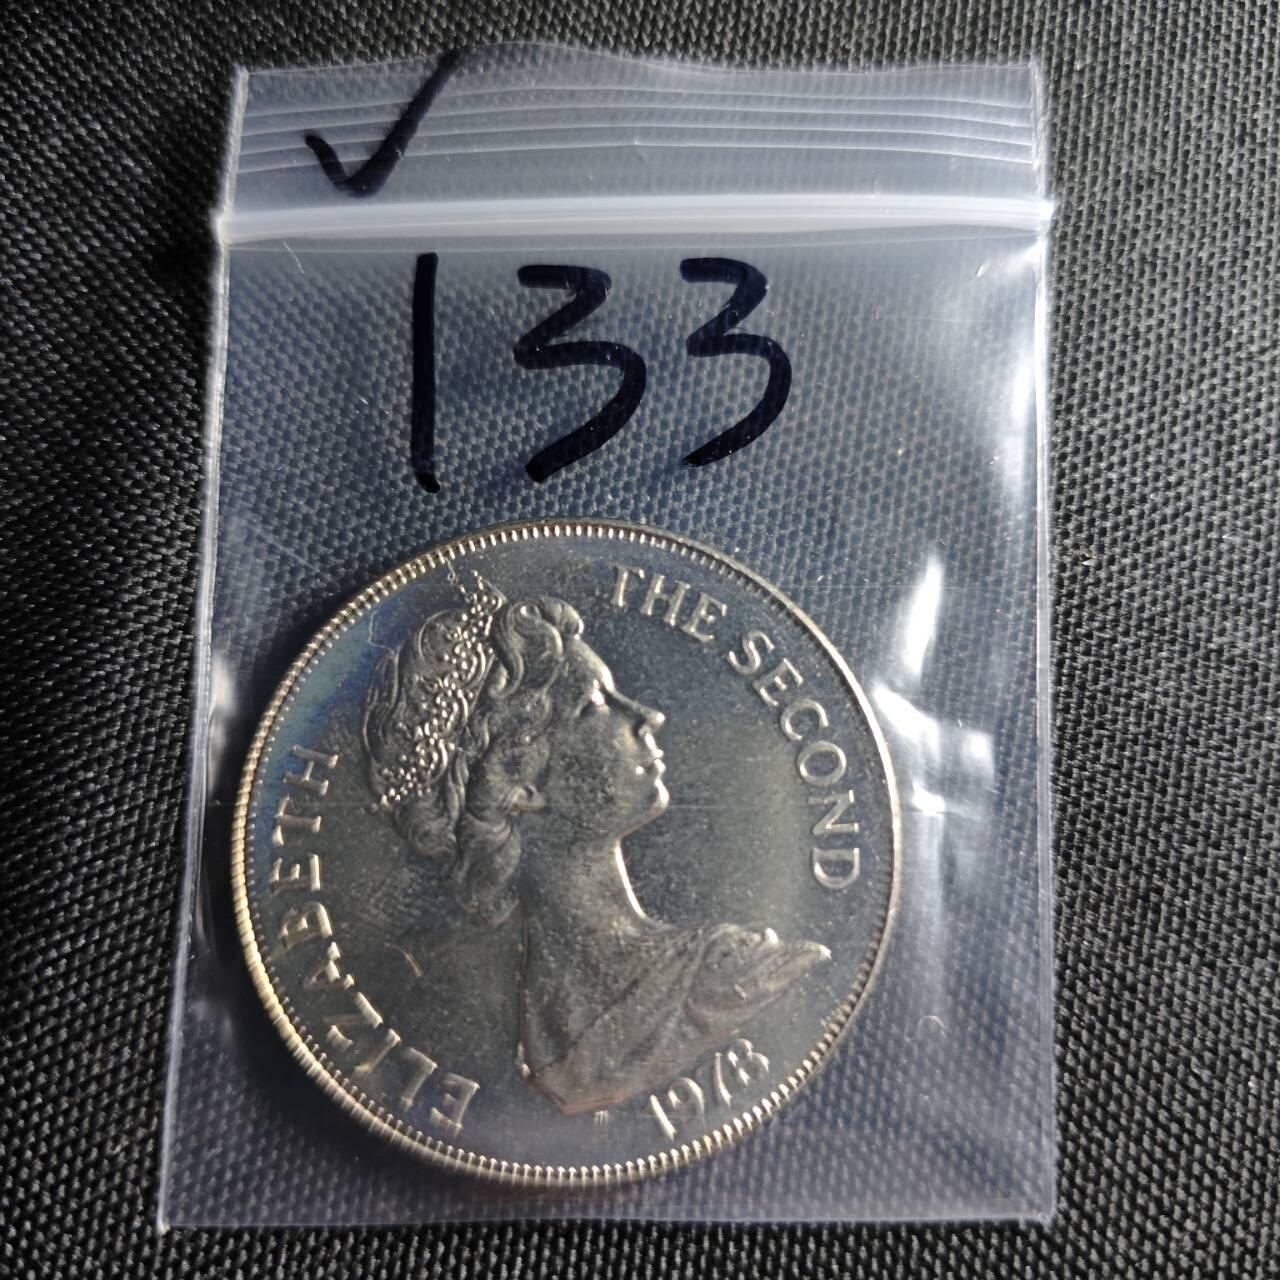 133
ELIZABETH THE SECOND
1978